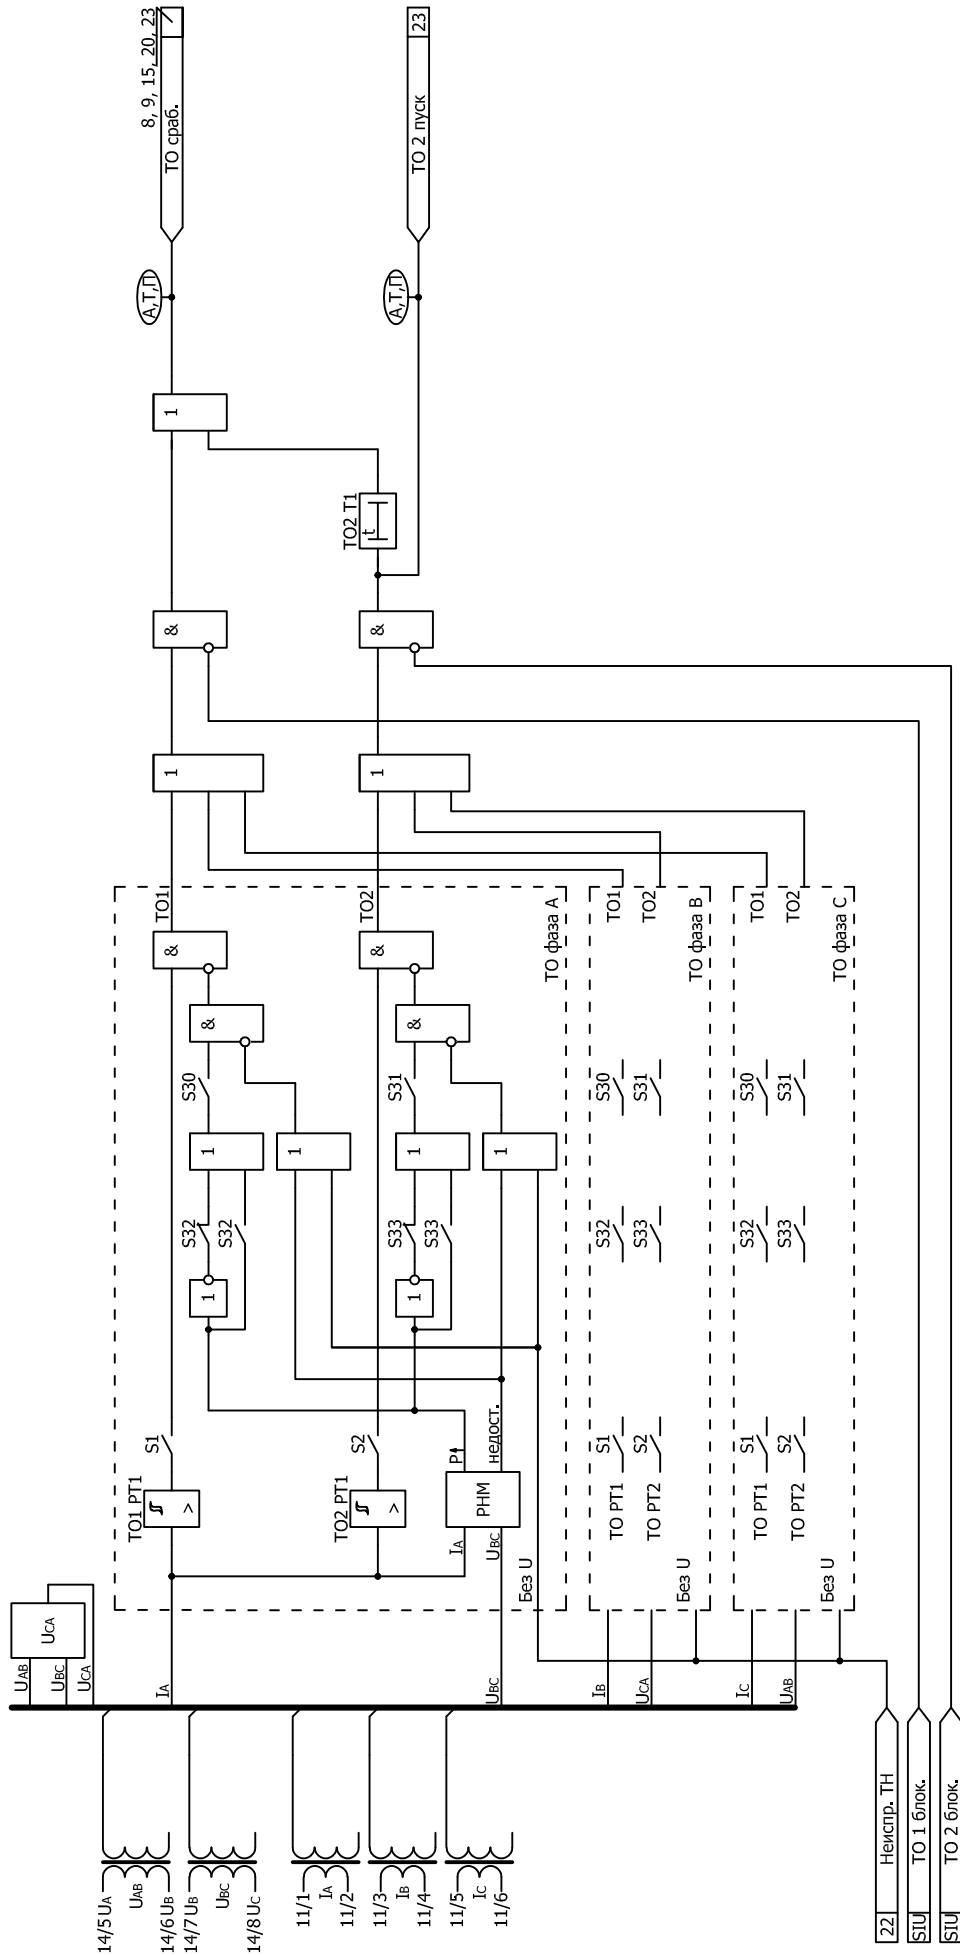 8, 9, 15, 20, 23
ТО сраб.
23
ТО 2 пуск
А,Т,П
А,Т,П
1
ТО2 Т1
t
&
&
1
1
ТО1
ТО2
&
&
ТО фаза А
&
&
S30
S31
1
1
1
1
S32
S32
S33
S33
1
1
S1
S2
ТО1 РТ1
>
ТО2 РТ1
>
P
недост.
РНМ
IA
UBC
Без U
ТО1
ТО2
ТО фаза В
S30
S31
S32
S33
S1
S2
ТО РТ1
ТО РТ2
Без U
ТО1
ТО2
ТО фаза С
S30
S31
S32
S33
S1
S2
ТО РТ1
ТО РТ2
Без U
UCA
UAB
UBC
UCA
IA
UBC
IB
UCA
IC
UAB
14/5 UA
UAB
14/6 UB
14/7 UB
UBC
14/8 UC
11/1
IA
11/2
11/3
IB
11/4
11/5
IC
11/6
22
Неиспр. ТН
SIU
ТО 1 блок.
SIU
ТО 2 блок.